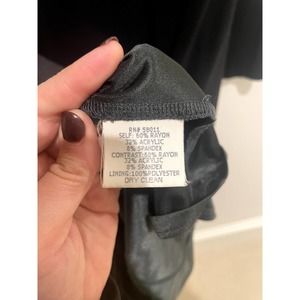 RN# 58011
SELF: 60% RAYON
32% ACRYLIC
8% SPANDEX
CONTRAST: 60% RAYON
32% ACRYLIC
8% SPANDEX
LINING: 100% POLYESTER
DRY CLEAN